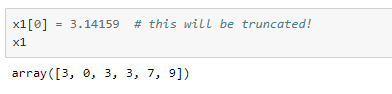 x1[0] = 3.14159  # this will be truncated!
x1
array([3, 0, 3, 3, 7, 9])